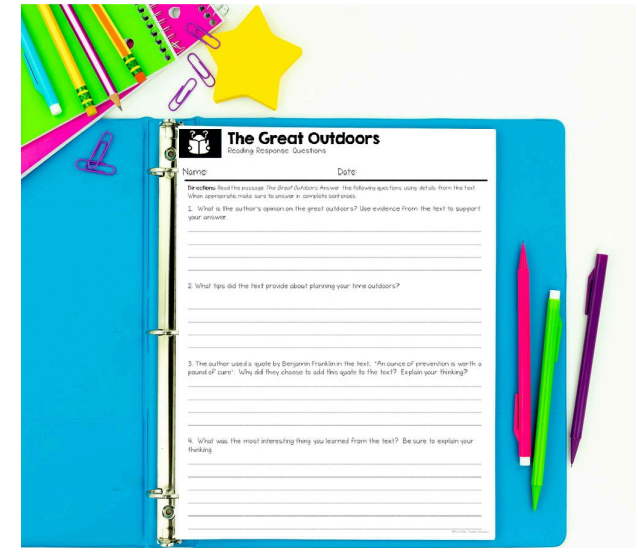 The Great Outdoors
Reading Response Questions
Name: Date:
Directions: Read the passage The Great Outdoors. Answer the following questions using details from the text.
When appropriate, make sure to answer in complete sentences.
1. What is the author's opinion on the great outdoors? Use evidence from the text to support
your answer.
2. What tips did the text provide about planning your time outdoors?
3. The author used a quote by Benjamin Franklin in the text, "An ounce of prevention is worth a
pound of cure". Why did they choose to add this quote to the text? Explain your thinking?
4. What was the most interesting thing you learned from the text? Be sure to explain your
thinking.